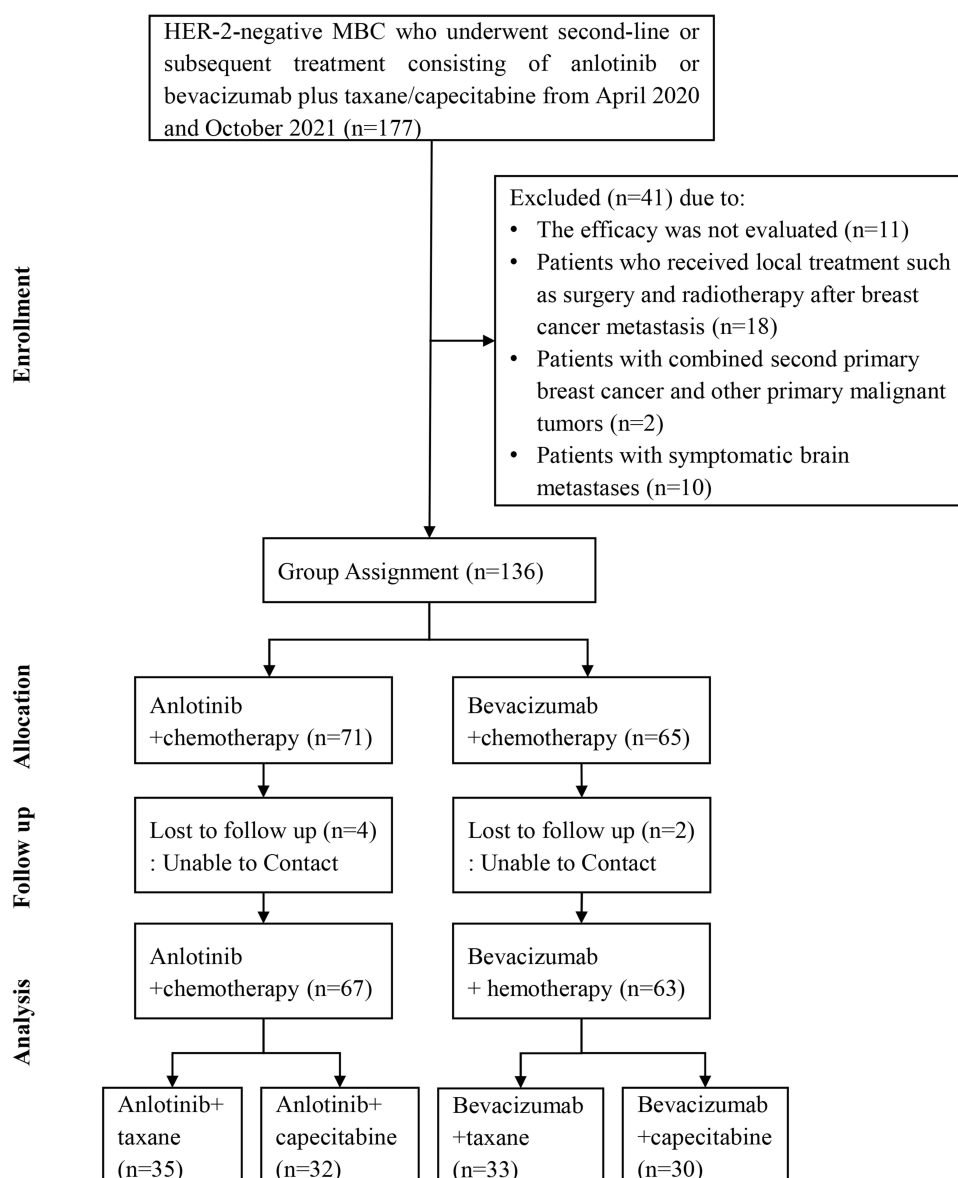 HER-2-negative MBC who underwent second-line or
subsequent treatment consisting of anlotinib or
bevacizumab plus taxane/capecitabine from April 2020
and October 2021 (n=177)
Enrollment
Excluded (n=41) due to:
• The efficacy was not evaluated (n=11)
• Patients who received local treatment such
as surgery and radiotherapy after breast
cancer metastasis (n=18)
• Patients with combined second primary
breast cancer and other primary malignant
tumors (n=2)
• Patients with symptomatic brain
metastases (n=10)
Group Assignment (n=136)
Allocation
Anlotinib
+chemotherapy (n=71)
Bevacizumab
+chemotherapy (n=65)
Follow up
Lost to follow up (n=4)
: Unable to Contact
Lost to follow up (n=2)
: Unable to Contact
Analysis
Anlotinib
+chemotherapy (n=67)
Bevacizumab
+ hemotherapy (n=63)
Anlotinib+
taxane
(n=35)
Anlotinib+
capecitabine
(n=32)
Bevacizumab
+taxane
(n=33)
Bevacizumab
+capecitabine
(n=30)